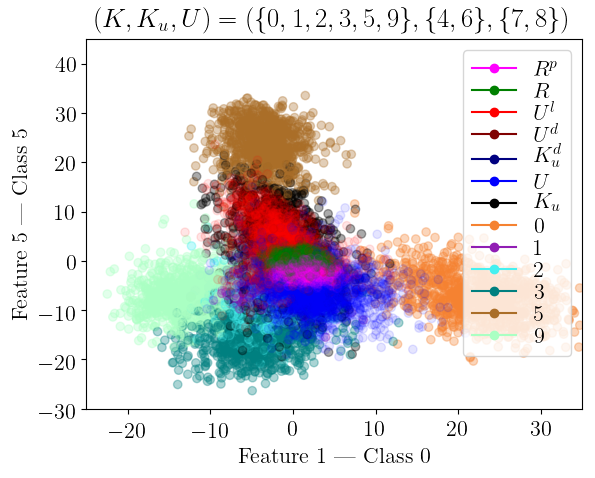 (K, K_u, U) = ({0, 1, 2, 3, 5, 9}, {4, 6}, {7, 8})
Feature 5 — Class 5
40
30
20
10
0
−10
−20
−30
R^p
R
U^l
U^d
K_u^d
U
K_u
0
1
2
3
5
9
−20
−10
0
10
20
30
Feature 1 — Class 0